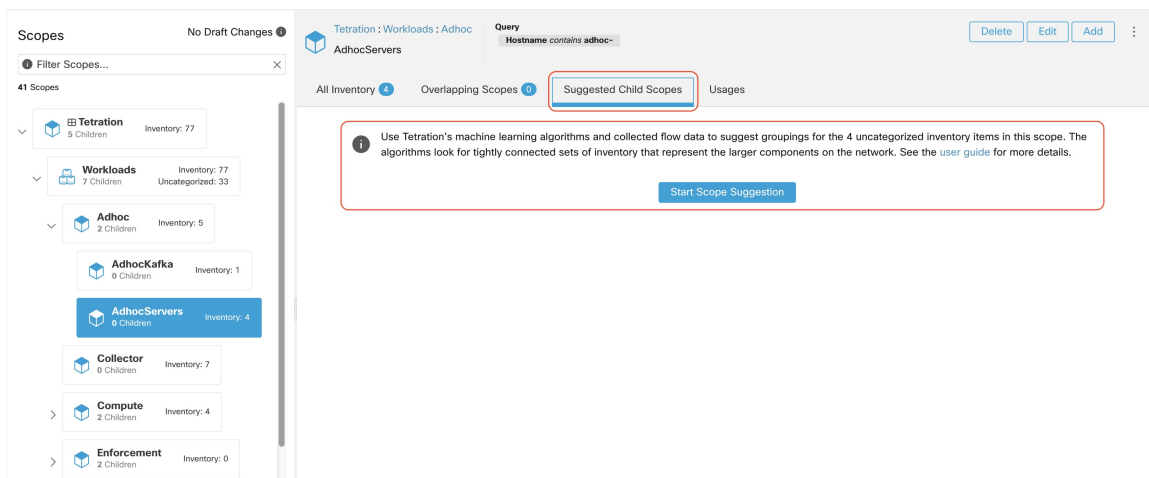 Scopes
No Draft Changes
Filter Scopes...
41 Scopes
Tetration
5 Children
Inventory: 77
Workloads
7 Children
Inventory: 77
Uncategorized: 33
Adhoc
2 Children
Inventory: 5
AdhocKafka
0 Children
Inventory: 1
AdhocServers
0 Children
Inventory: 4
Collector
0 Children
Inventory: 7
Compute
2 Children
Inventory: 4
Enforcement
2 Children
Inventory: 0
Tetration : Workloads : Adhoc
AdhocServers
Query
Hostname contains adhoc-
Delete
Edit
Add
All Inventory 4
Overlapping Scopes 0
Suggested Child Scopes
Usages
Use Tetration's machine learning algorithms and collected flow data to suggest groupings for the 4 uncategorized inventory items in this scope. The
algorithms look for tightly connected sets of inventory that represent the larger components on the network. See the user guide for more details.
Start Scope Suggestion